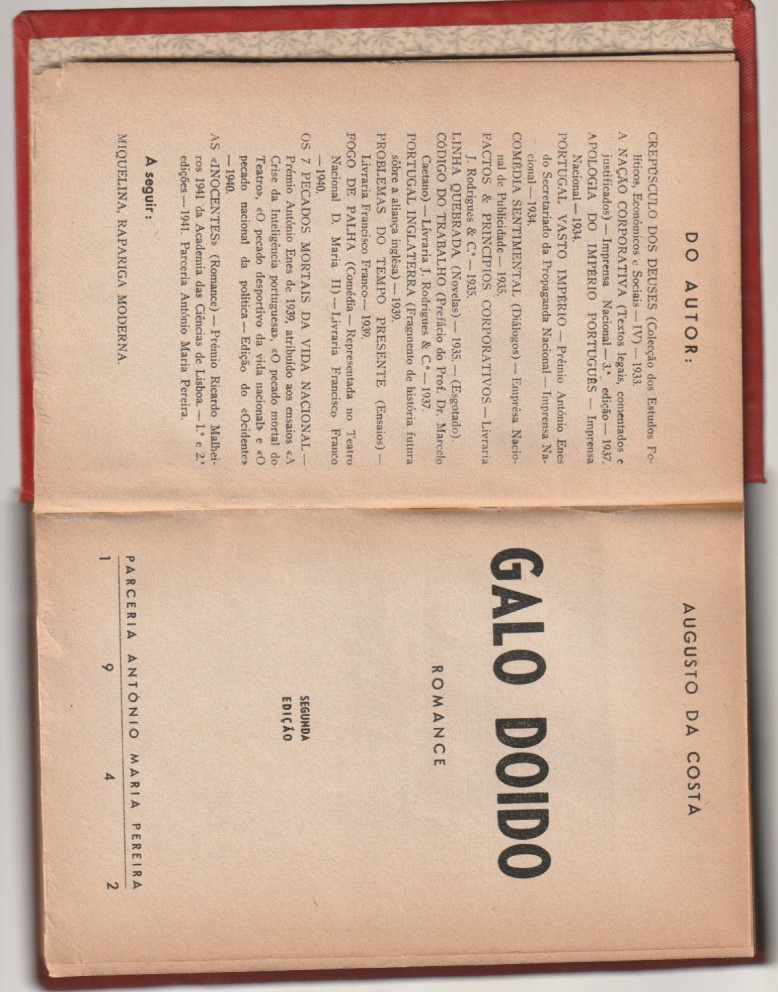 DO AUTOR:
CREPÚSCULO DOS DEUSES (Colecção dos Estudos Po-
líticos, Económicos e Sociais — IV) — 1933.
A NAÇÃO CORPORATIVA (Textos legais, comentados e
justificados) — Imprensa Nacional — 3.ª edição — 1937.
APOLOGIA DO IMPÉRIO PORTUGUÊS — Imprensa
Nacional — 1934.
PORTUGAL VASTO IMPÉRIO — Prémio António Enes
do Secretariado da Propaganda Nacional — Imprensa Na-
cional — 1934.
COMÉDIA SENTIMENTAL (Diálogos) — Emprêsa Nacio-
nal de Publicidade — 1935.
FACTOS & PRINCÍPIOS CORPORATIVOS — Livraria
J. Rodrigues & C.ª — 1935.
LINHA QUEBRADA (Novelas) — 1935 — (Esgotado).
CÓDIGO DO TRABALHO (Prefácio do Prof. Dr. Marcelo
Caetano) — Livraria J. Rodrigues & C.ª — 1937.
PORTUGAL INGLATERRA (Fragmento de história futura
sôbre a aliança inglêsa) — 1939.
PROBLEMAS DO TEMPO PRESENTE (Ensaios) —
Livraria Francisco Franco — 1939.
FOGO DE PALHA (Comédia — Representada no Teatro
Nacional D. Maria II) — Livraria Francisco Franco
— 1940.
OS 7 PECADOS MORTAIS DA VIDA NACIONAL —
Prémio António Enes de 1939, atribuído aos ensaios «A
Crise da Inteligência portuguesa», «O pecado mortal do
Teatro», «O pecado desportivo da vida nacional» e «O
pecado nacional da política — Edição do «Ocidente»
— 1940.
AS «INOCENTES» (Romance) — Prémio Ricardo Malhei-
ros 1941 da Academia das Ciências de Lisboa. — 1.ª e 2.ª
edições — 1941. Parceria António Maria Pereira.
A seguir:
MIQUELINA, RAPARIGA MODERNA.
AUGUSTO DA COSTA
GALO DOIDO
ROMANCE
SEGUNDA
EDIÇÃO
PARCERIA ANTÓNIO MARIA PEREIRA
1 9 4 2